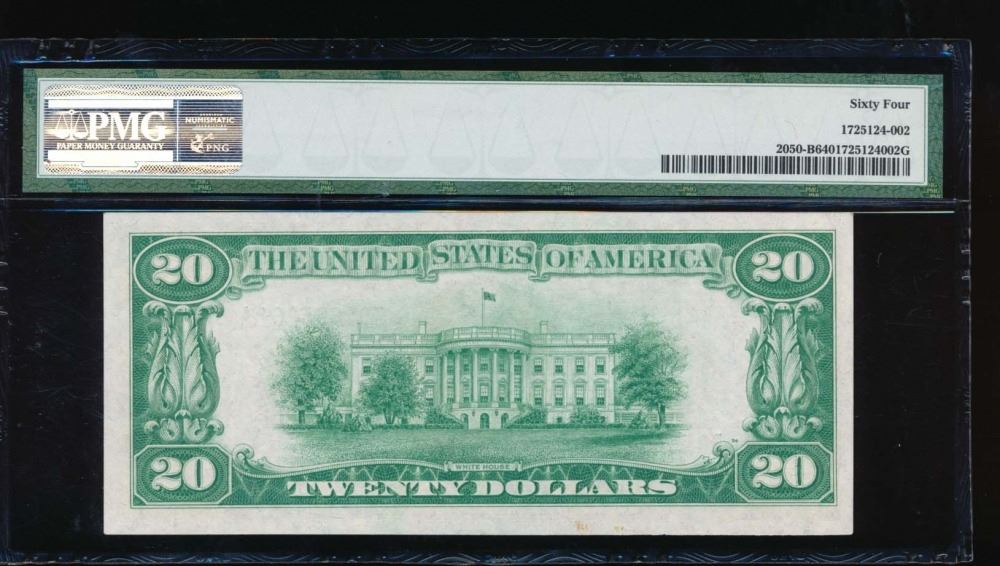 PMG
PAPER MONEY GUARANTY
NUMISMATIC
PNG
Sixty Four
1725124-002
2050-B6401725124002G
20 THE UNITED STATES OF AMERICA 20
WHITE HOUSE
20 TWENTY DOLLARS 20